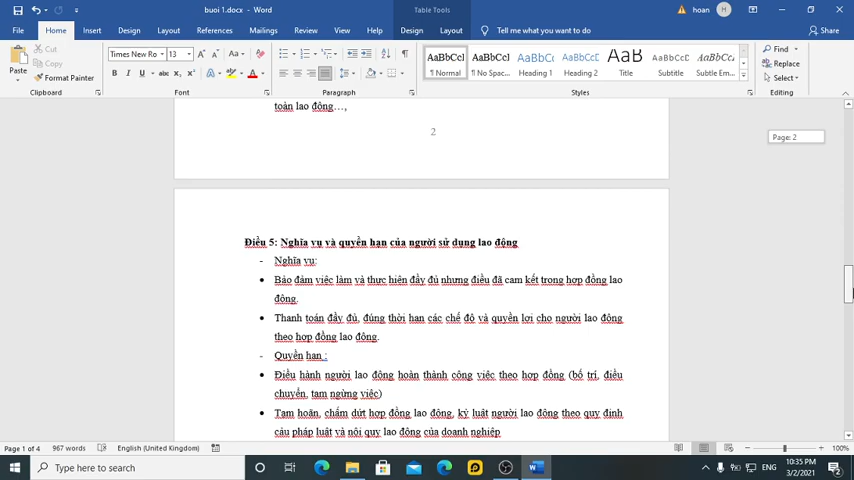 buoi 1.docx - Word
Table Tools
hoan H
File Home Insert Draw Design Layout References Mailings Review View Help Design Layout Tell me what you want to do Share
Paste
Cut
Copy
Format Painter
Clipboard
Times New Ro 13
Font
Paragraph
AaBbCcI AaBbCcI AaBbC AaBbCcD AaB AaBbCcD AaBbCc
¶ Normal ¶ No Spac... Heading 1 Heading 2 Title Subtitle Subtle Em...
Styles
Find
Replace
Select
Editing
toán lao động…,
2
Page: 2
Điều 5: Nghĩa vụ và quyền hạn của người sử dụng lao động
- Nghĩa vụ:
• Bảo đảm việc làm và thực hiện đầy đủ nhưng điều đã cam kết trong hợp đồng lao
động.
• Thanh toán đầy đủ, đúng thời hạn các chế độ và quyền lợi cho người lao động
theo hợp đồng lao động.
- Quyền hạn :
• Điều hành người lao động hoàn thành công việc theo hợp đồng (bố trí, điều
chuyển, tạm ngừng việc)
• Tạm hoãn, chấm dứt hợp đồng lao động, kỷ luật người lao động theo quy định
của pháp luật và nội quy lao động của doanh nghiệp
Page 1 of 4 967 words English (United Kingdom) 100%
Type here to search
ENG
10:35 PM
3/2/2021